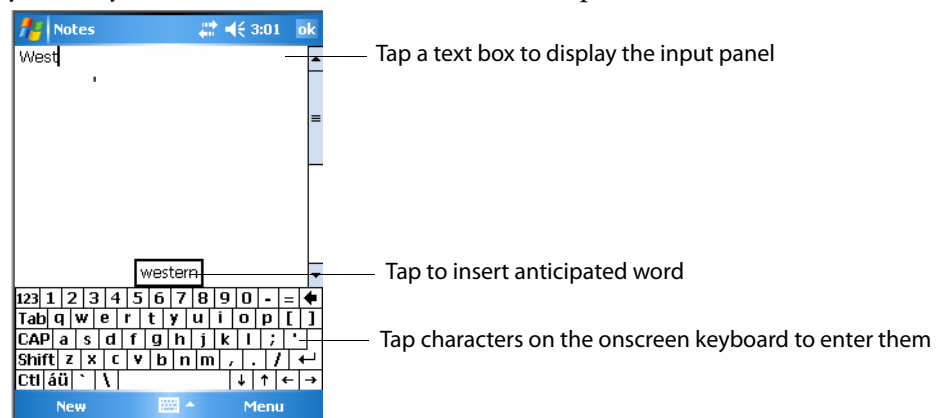 Notes 3:01 ok
West
Tap a text box to display the input panel
western
Tap to insert anticipated word
123 1 2 3 4 5 6 7 8 9 0 - =
Tab q w e r t y u i o p [ ]
CAP a s d f g h j k l ; '
Tap characters on the onscreen keyboard to enter them
Shift z x c v b n m , . /
Ctl áü ` \ ↓ ↑ ← →
New Menu